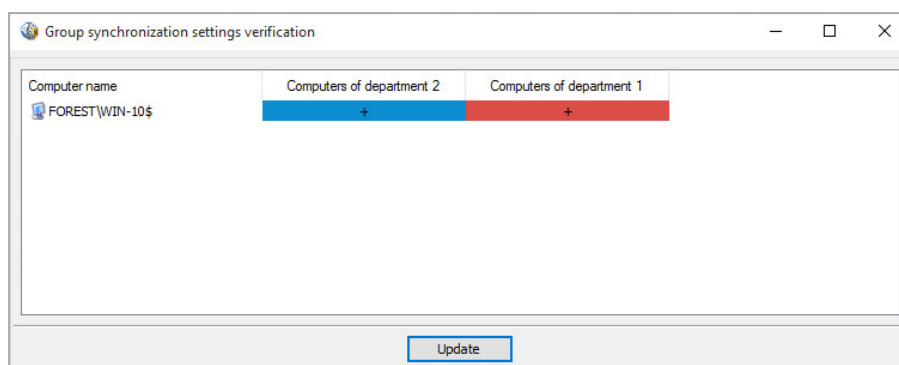 Group synchronization settings verification
Computer name Computers of department 2 Computers of department 1
FOREST\WIN-10$ + +
Update